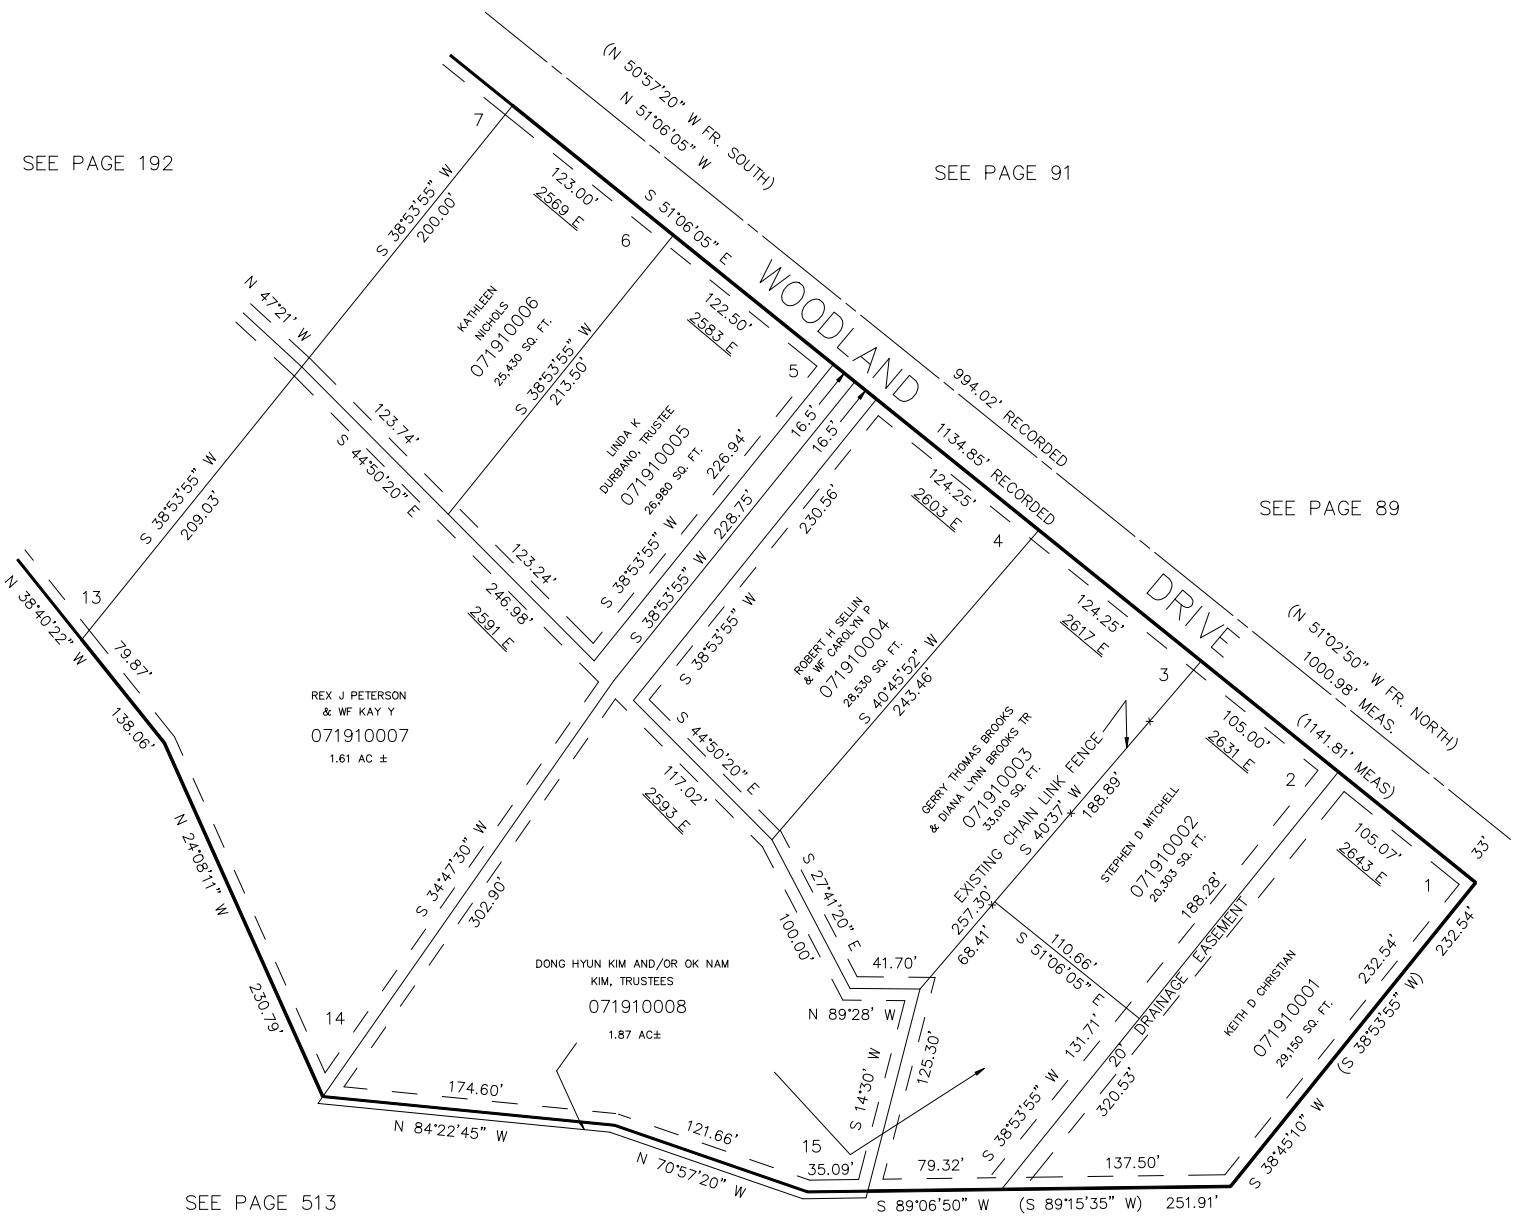 (N 50°57'20" W FR. SOUTH)
N 51°06'05" W
SEE PAGE 192
SEE PAGE 91
7
S 38°53'55" W
200.00'
123.00'
2569 E
S 51°06'05" E
6
WOODLAND
N 47°21' W
KATHLEEN
NICHOLS
071910006
25,430 SQ. FT.
S 38°53'55" W
213.50'
122.50'
2583 E
5
994.02' RECORDED
1134.85' RECORDED
123.74'
S 44°50'20" E
LINDA K
DURBANO, TRUSTEE
071910005
26,980 SQ. FT.
16.5'
16.5'
226.94'
S 38°53'55" W
228.75'
S 38°53'55" W
230.56'
S 38°53'55" W
124.25'
2603 E
4
SEE PAGE 89
S 38°53'55" W
209.03'
123.24'
246.98'
2591 E
13
N 38°40'22" W
79.87'
138.06'
DRIVE
124.25'
2617 E
3
(N 51°02'50" W FR. NORTH)
1000.98' MEAS.
(1141.81' MEAS)
ROBERT H SELLIN
& WF CAROLYN P
071910004
28,530 SQ. FT.
S 40°45'52" W
243.46'
REX J PETERSON
& WF KAY Y
071910007
1.61 AC ±
S 44°50'20" E
117.02'
2593 E
GERRY THOMAS BROOKS
& DIANA LYNN BROOKS TR
071910003
33,010 SQ. FT.
EXISTING CHAIN LINK FENCE
S 40°37' W
188.89'
257.30'
68.41'
105.00'
2631 E
2
STEPHEN D MITCHELL
071910002
20,303 SQ. FT.
188.28'
105.07'
2643 E
1
33'
N 24°08'11" W
230.79'
S 34°47'30" W
302.90'
S 27°41'20" E
100.00'
41.70'
N 89°28' W
110.66'
S 51°06'05" E
20' DRAINAGE EASEMENT
KEITH D CHRISTIAN
071910001
29,150 SQ. FT.
232.54'
232.54'
(S 38°53'55" W)
S 38°45'10" W
DONG HYUN KIM AND/OR OK NAM
KIM, TRUSTEES
071910008
1.87 AC±
14
S 14°30' W
125.30'
131.71'
S 38°53'55" W
320.53'
174.60'
N 84°22'45" W
121.66'
N 70°57'20" W
15
35.09'
79.32'
137.50'
S 89°06'50" W
(S 89°15'35" W)
251.91'
SEE PAGE 513